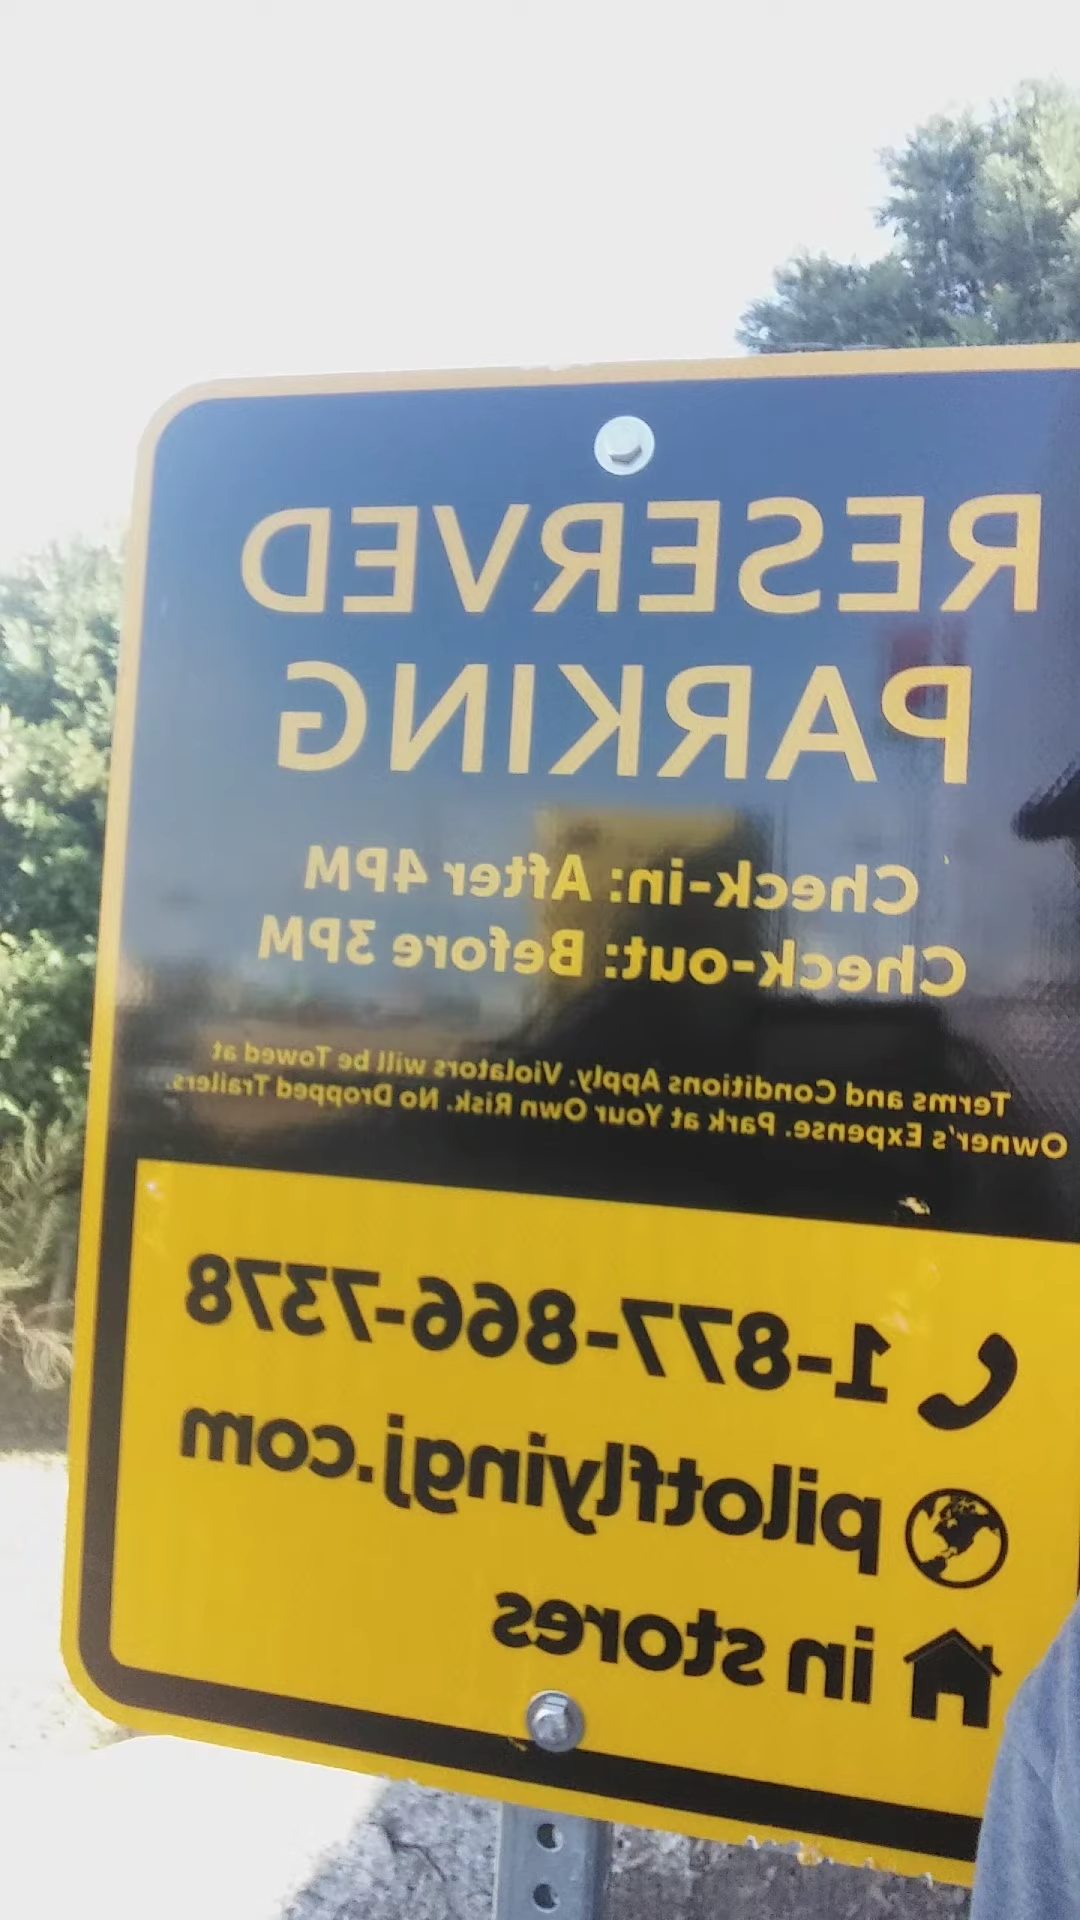 RESERVED
PARKING
Check-in: After 4PM
Check-out: Before 3PM
Terms and Conditions Apply. Violators will be Towed at
Owner's Expense. Park at Your Own Risk. No Dropped Trailers.
1-877-866-7378
pilotflyingj.com
in stores